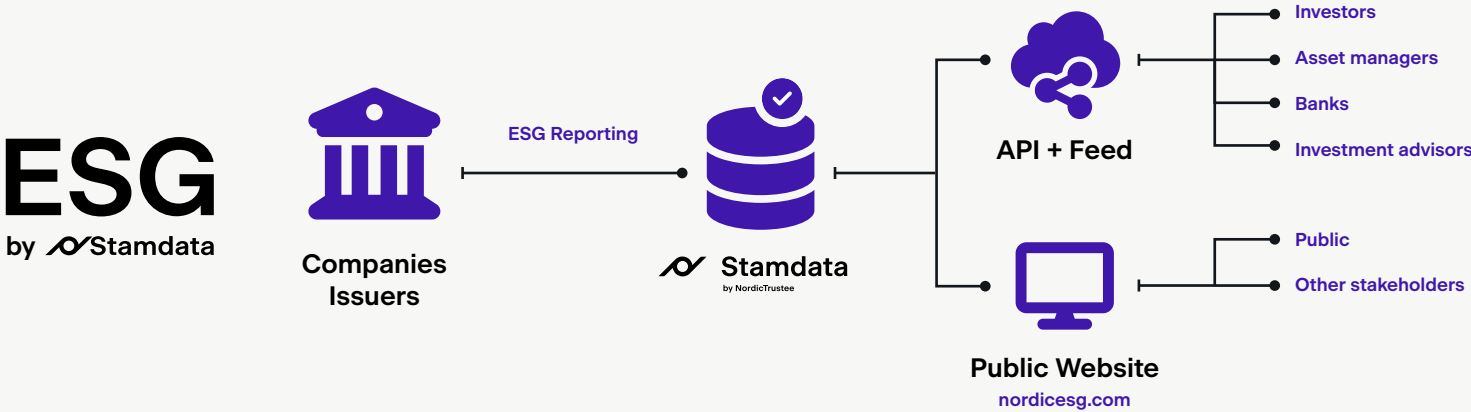 ESG
by Stamdata
Companies
Issuers
ESG Reporting
Stamdata
by NordicTrustee
API + Feed
Investors
Asset managers
Banks
Investment advisors
Public Website
nordicesg.com
Public
Other stakeholders